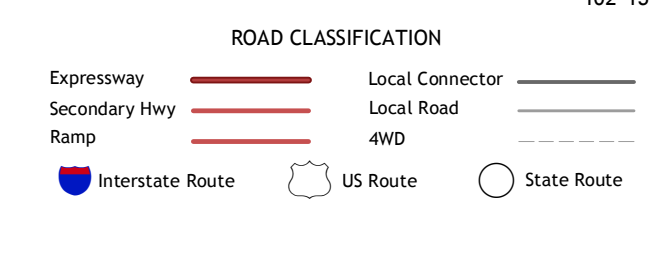 ROAD CLASSIFICATION
Expressway
Local Connector
Secondary Hwy
Local Road
Ramp
4WD
Interstate Route
US Route
State Route